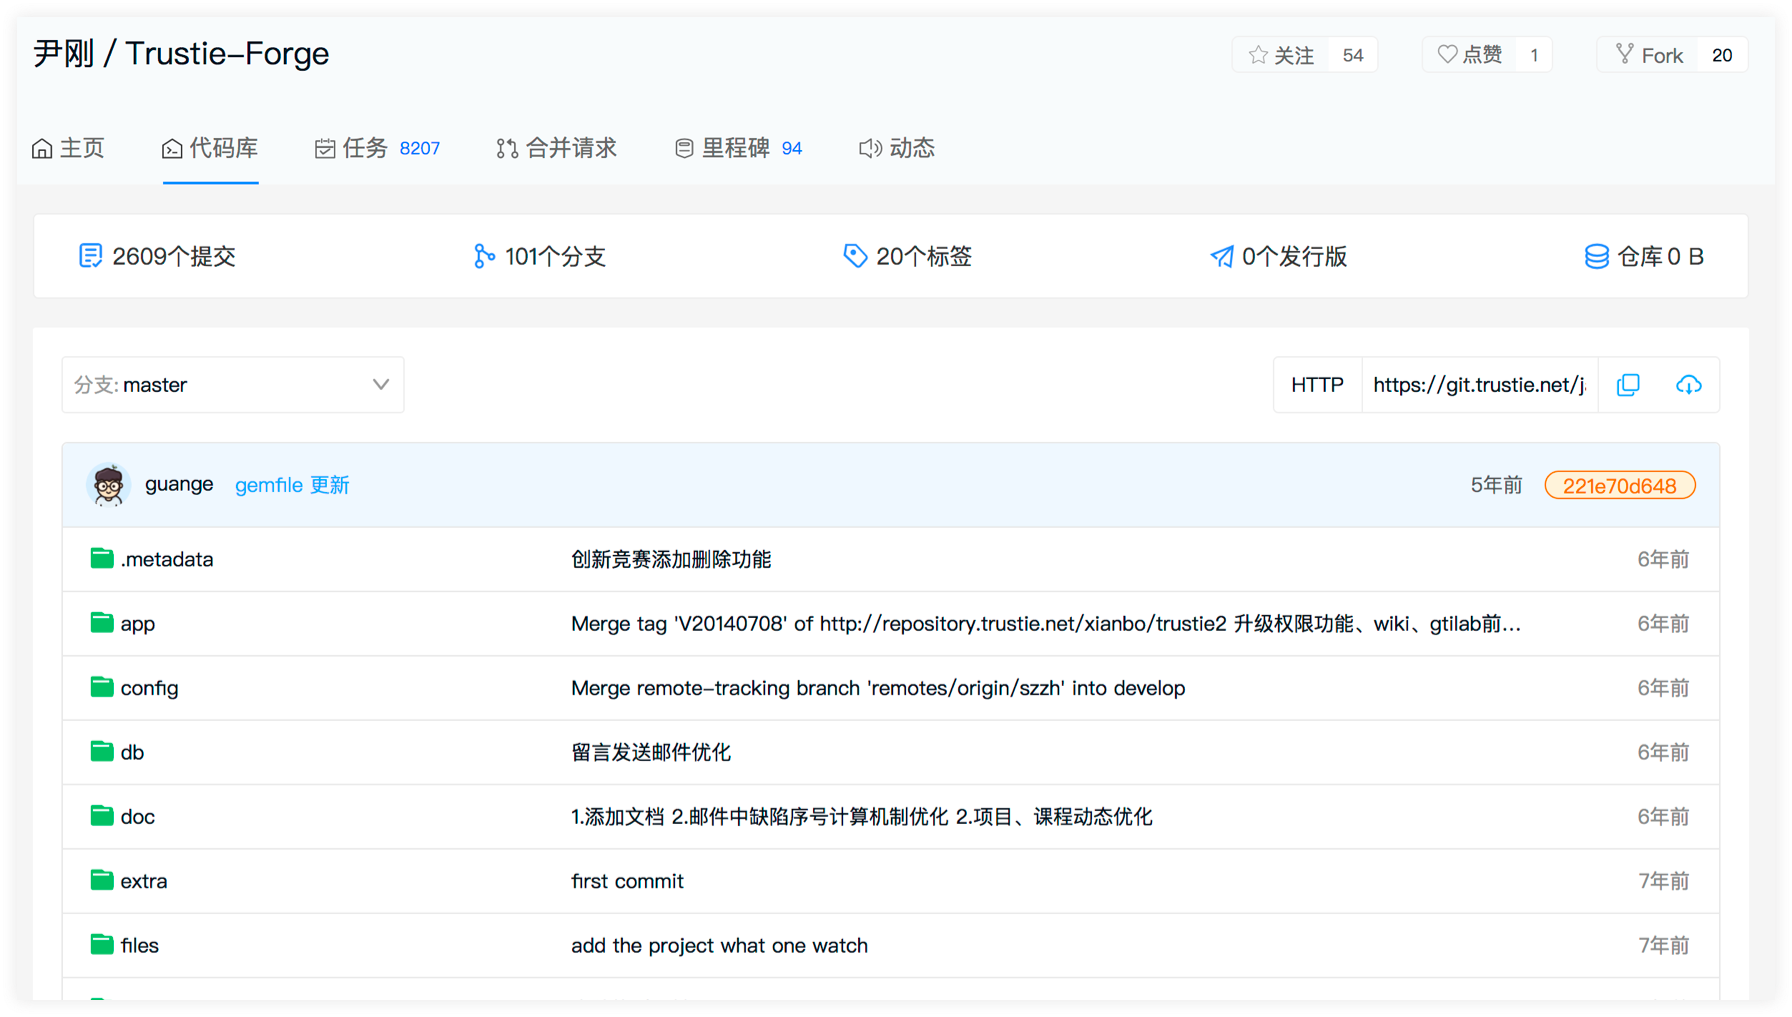 尹刚 / Trustie-Forge
关注 54 点赞 1 Fork 20
主页 代码库 任务 8207 合并请求 里程碑 94 动态
2609个提交 101个分支 20个标签 0个发行版 仓库 0 B
分支: master HTTP https://git.trustie.net/j
guange gemfile 更新 5年前 221e70d648
.metadata 创新竞赛添加删除功能 6年前
app Merge tag 'V20140708' of http://repository.trustie.net/xianbo/trustie2 升级权限功能、wiki、gtilab前... 6年前
config Merge remote-tracking branch 'remotes/origin/szzh' into develop 6年前
db 留言发送邮件优化 6年前
doc 1.添加文档 2.邮件中缺陷序号计算机制优化 2.项目、课程动态优化 6年前
extra first commit 7年前
files add the project what one watch 7年前